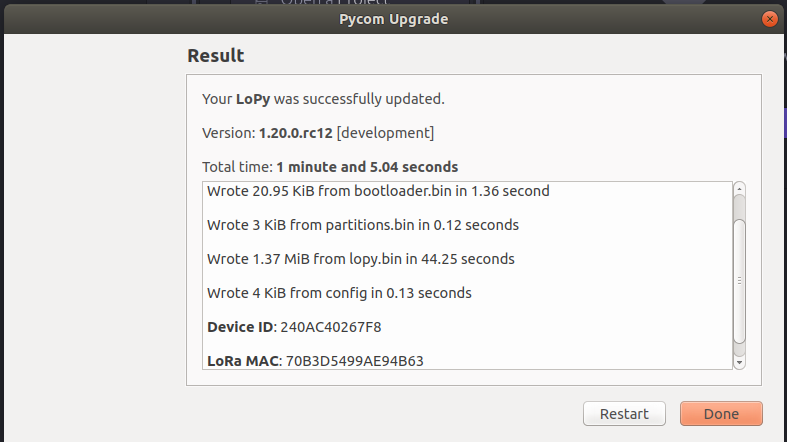 Open a Project
Pycom Upgrade
Result
Your LoPy was successfully updated.
Version: 1.20.0.rc12 [development]
Total time: 1 minute and 5.04 seconds
Wrote 20.95 KiB from bootloader.bin in 1.36 second
Wrote 3 KiB from partitions.bin in 0.12 seconds
Wrote 1.37 MiB from lopy.bin in 44.25 seconds
Wrote 4 KiB from config in 0.13 seconds
Device ID: 240AC40267F8
LoRa MAC: 70B3D5499AE94B63
Restart
Done